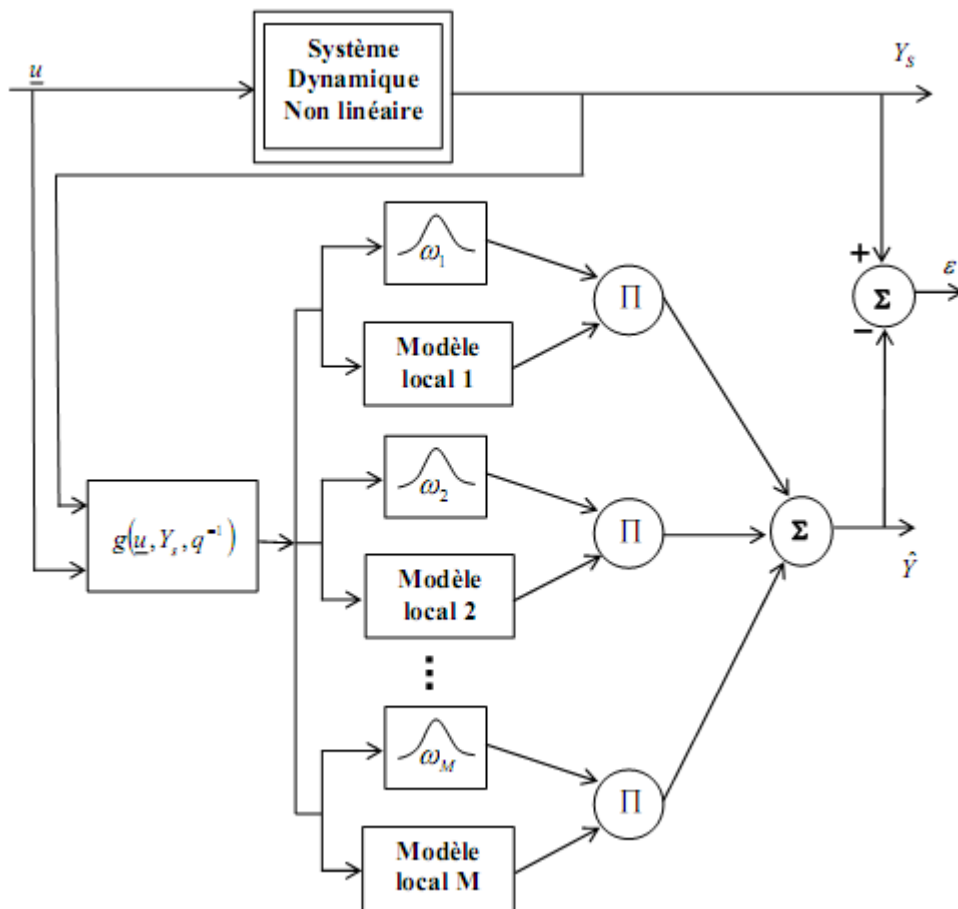 u
Système
Dynamique
Non linéaire
Y_s
ω_1
Π
Modèle
local 1
+
Σ
ε
−
ω_2
g(u, Y_s, q^{-1})
Π
Σ
Ŷ
Modèle
local 2
⋮
ω_M
Π
Modèle
local M